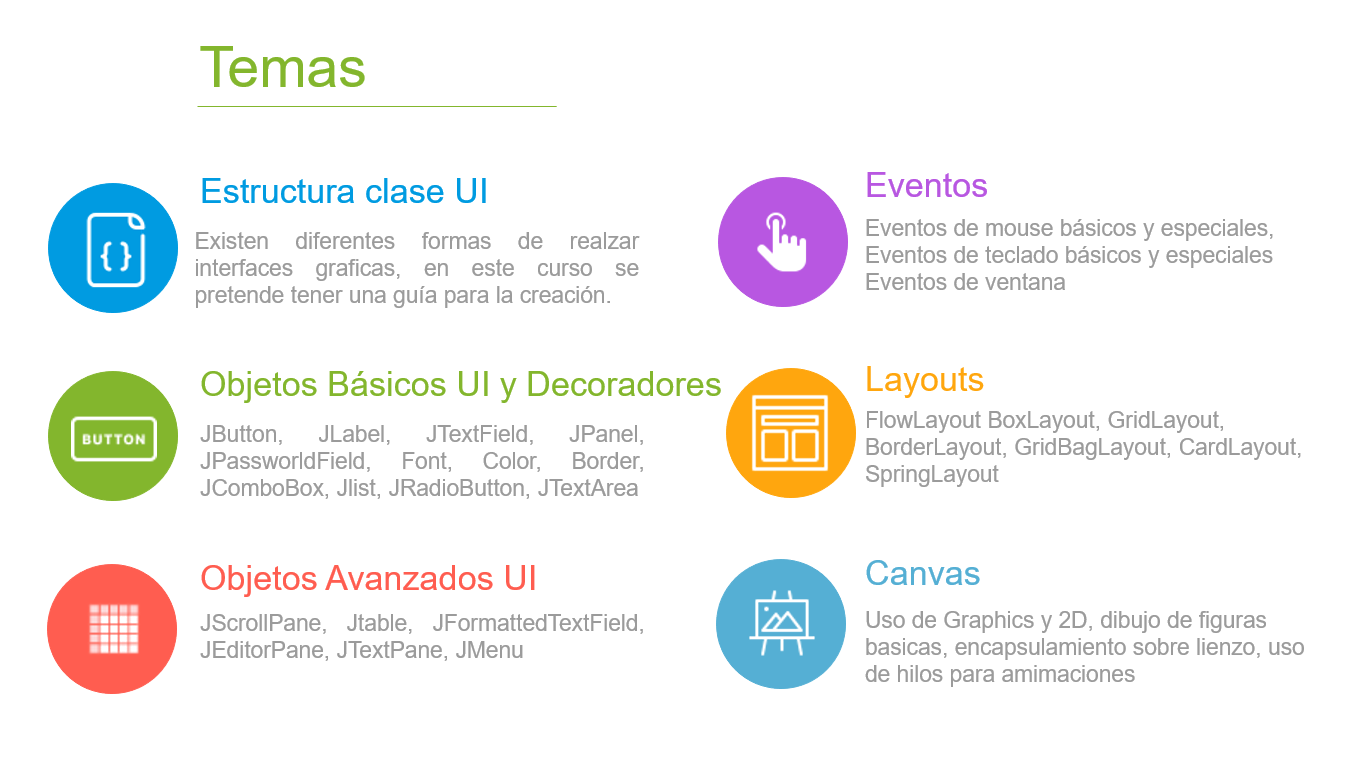 Temas
Estructura clase UI
Existen diferentes formas de realzar
interfaces graficas, en este curso se
pretende tener una guía para la creación.
Objetos Básicos UI y Decoradores
BUTTON
JButton, JLabel, JTextField, JPanel,
JPassworldField, Font, Color, Border,
JComboBox, Jlist, JRadioButton, JTextArea
Objetos Avanzados UI
JScrollPane, Jtable, JFormattedTextField,
JEditorPane, JTextPane, JMenu
Eventos
Eventos de mouse básicos y especiales,
Eventos de teclado básicos y especiales
Eventos de ventana
Layouts
FlowLayout BoxLayout, GridLayout,
BorderLayout, GridBagLayout, CardLayout,
SpringLayout
Canvas
Uso de Graphics y 2D, dibujo de figuras
basicas, encapsulamiento sobre lienzo, uso
de hilos para amimaciones